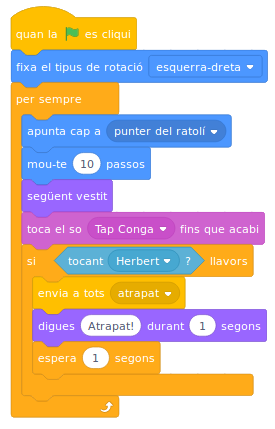 quan la es cliqui
fixa el tipus de rotació esquerra-dreta
per sempre
apunta cap a punter del ratolí
mou-te 10 passos
següent vestit
toca el so Tap Conga fins que acabi
si tocant Herbert ? llavors
envia a tots atrapat
digues Atrapat! durant 1 segons
espera 1 segons